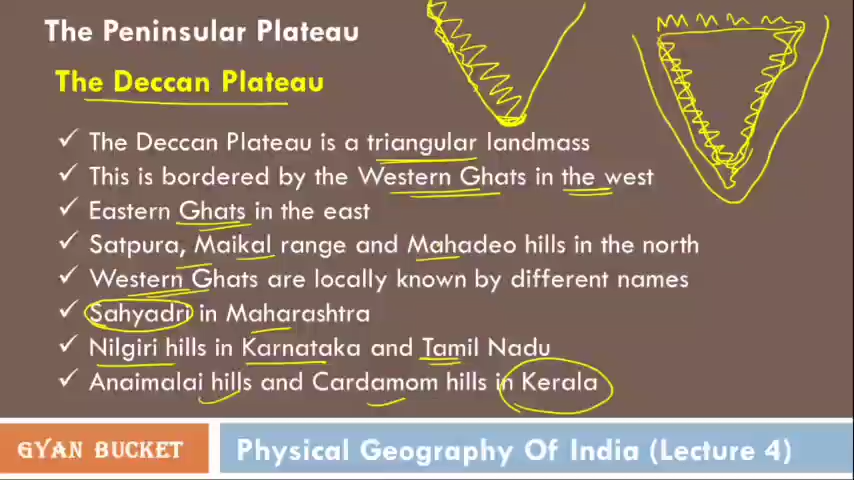 The Peninsular Plateau
The Deccan Plateau
✓ The Deccan Plateau is a triangular landmass
✓ This is bordered by the Western Ghats in the west
✓ Eastern Ghats in the east
✓ Satpura, Maikal range and Mahadeo hills in the north
✓ Western Ghats are locally known by different names
✓ Sahyadri in Maharashtra
✓ Nilgiri hills in Karnataka and Tamil Nadu
✓ Anaimalai hills and Cardamom hills in Kerala
GYAN BUCKET
Physical Geography Of India (Lecture 4)